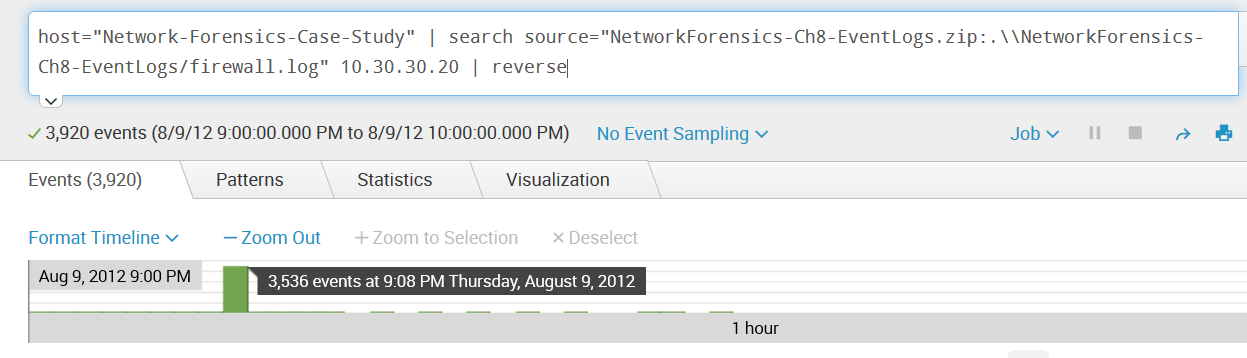 host="Network-Forensics-Case-Study" | search source="NetworkForensics-Ch8-EventLogs.zip:.\\NetworkForensics-
Ch8-EventLogs/firewall.log" 10.30.30.20 | reverse
3,920 events (8/9/12 9:00:00.000 PM to 8/9/12 10:00:00.000 PM) No Event Sampling Job
Events (3,920) Patterns Statistics Visualization
Format Timeline — Zoom Out + Zoom to Selection × Deselect
Aug 9, 2012 9:00 PM 3,536 events at 9:08 PM Thursday, August 9, 2012
1 hour